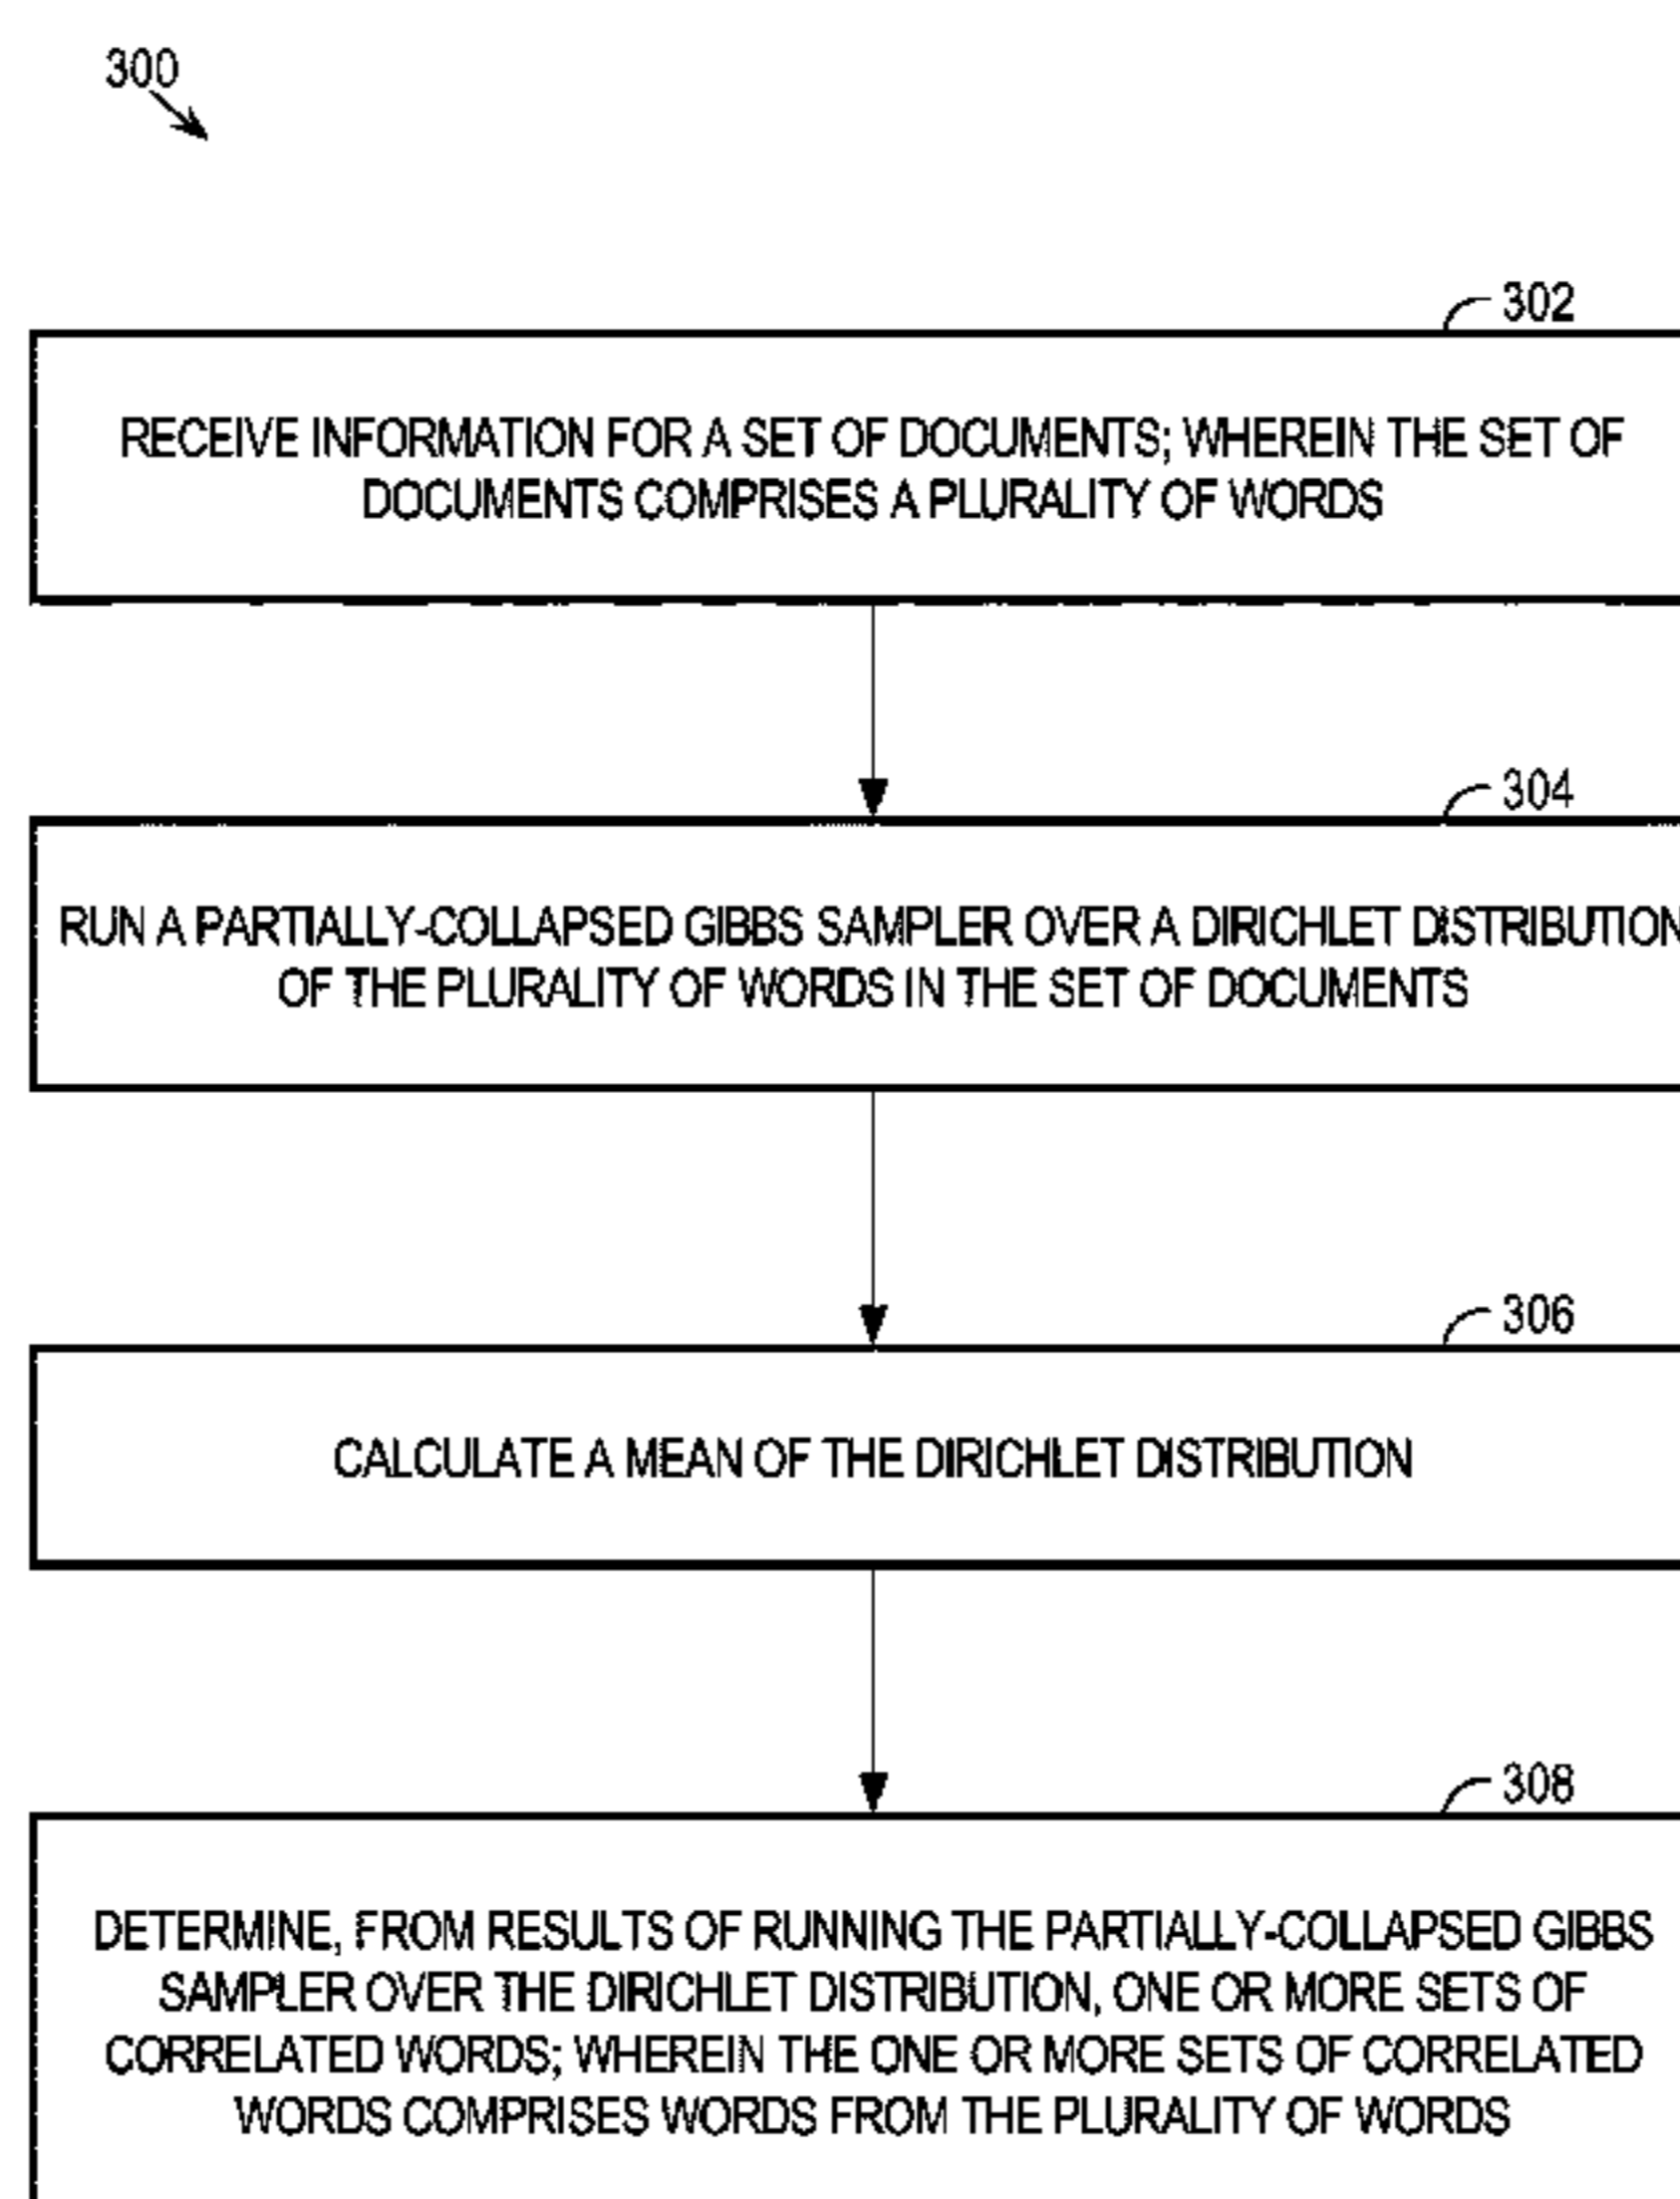 300
302
RECEIVE INFORMATION FOR A SET OF DOCUMENTS; WHEREIN THE SET OF
DOCUMENTS COMPRISES A PLURALITY OF WORDS
304
RUN A PARTIALLY-COLLAPSED GIBBS SAMPLER OVER A DIRICHLET DISTRIBUTION
OF THE PLURALITY OF WORDS IN THE SET OF DOCUMENTS
306
CALCULATE A MEAN OF THE DIRICHLET DISTRIBUTION
308
DETERMINE, FROM RESULTS OF RUNNING THE PARTIALLY-COLLAPSED GIBBS
SAMPLER OVER THE DIRICHLET DISTRIBUTION, ONE OR MORE SETS OF
CORRELATED WORDS; WHEREIN THE ONE OR MORE SETS OF CORRELATED
WORDS COMPRISES WORDS FROM THE PLURALITY OF WORDS